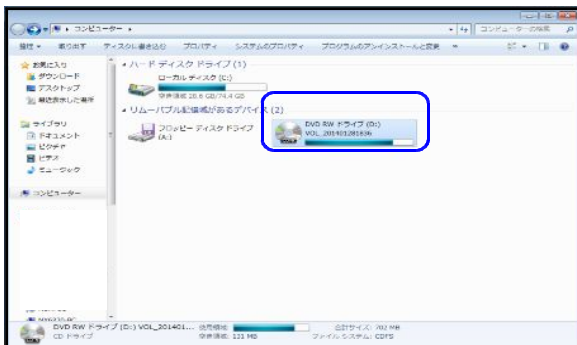 コンピューター
コンピューターの検索
整理
取り出す
ディスクに書き込む
プロパティ
システムのプロパティ
プログラムのアンインストールと変更
お気に入り
ダウンロード
デスクトップ
最近表示した場所
ライブラリ
ドキュメント
ピクチャ
ビデオ
ミュージック
コンピューター
ハード ディスク ドライブ (1)
ローカル ディスク (C:)
空き領域 28.6 GB/74.4 GB
リムーバブル記憶域があるデバイス (2)
フロッピー ディスク ドライブ
(A:)
DVD RW ドライブ (D:)
VOL_201401281836
DVD RW ドライブ (D:) VOL_201401... 使用領域: 合計サイズ: 702 MB
CD ドライブ 空き領域: 131 MB ファイル システム: CDFS